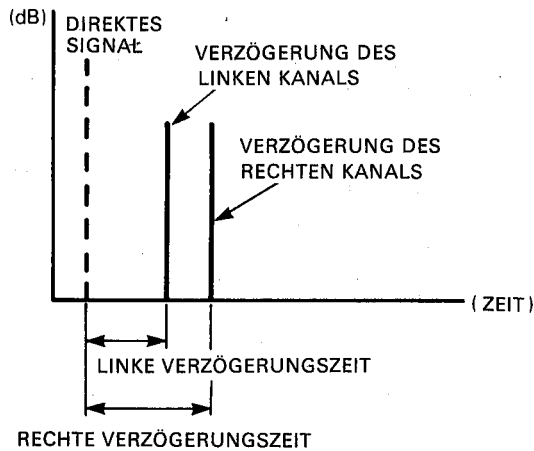 (dB)
DIREKTES
SIGNAL
VERZÖGERUNG DES
LINKEN KANALS
VERZÖGERUNG DES
RECHTEN KANALS
(ZEIT)
LINKE VERZÖGERUNGSZEIT
RECHTE VERZÖGERUNGSZEIT